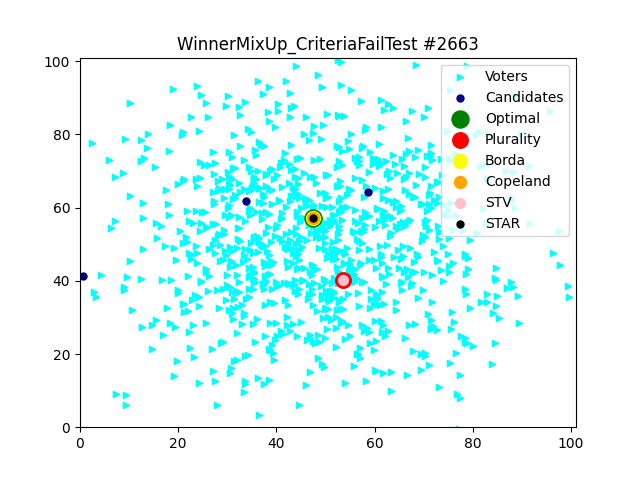 WinnerMixUp_CriteriaFailTest #2663
100
80
60
40
20
0
0
20
40
60
80
100
Voters
Candidates
Optimal
Plurality
Borda
Copeland
STV
STAR